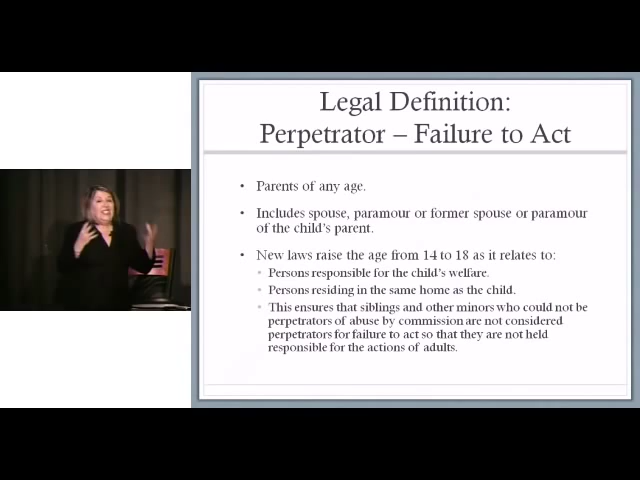 Legal Definition:
Perpetrator – Failure to Act
• Parents of any age.
• Includes spouse, paramour or former spouse or paramour
of the child's parent.
• New laws raise the age from 14 to 18 as it relates to:
• Persons responsible for the child's welfare.
• Persons residing in the same home as the child.
• This ensures that siblings and other minors who could not be
perpetrators of abuse by commission are not considered
perpetrators for failure to act so that they are not held
responsible for the actions of adults.